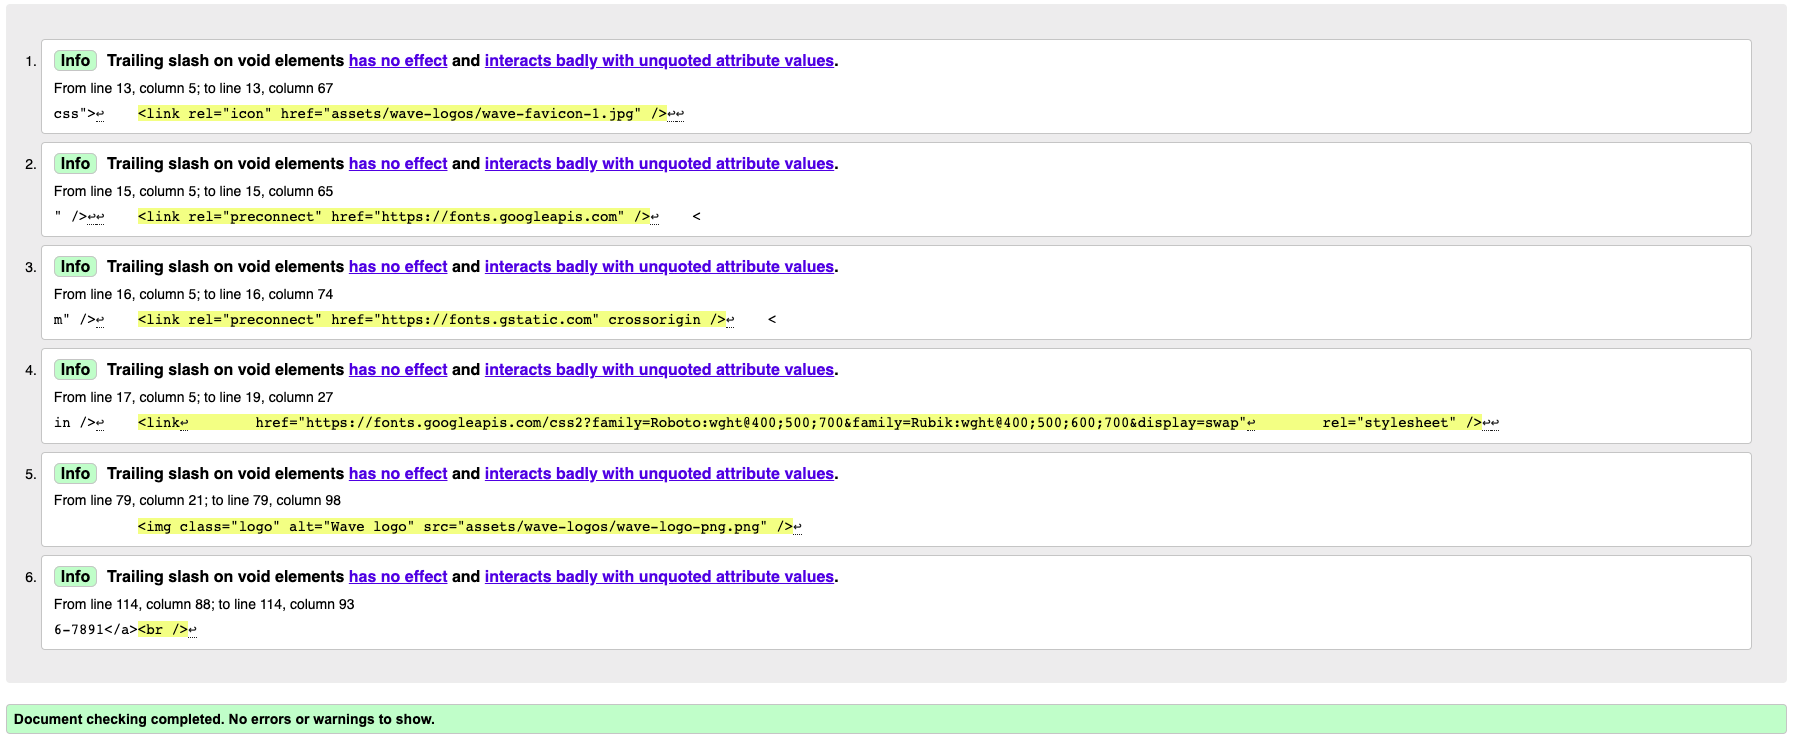 1. Info Trailing slash on void elements has no effect and interacts badly with unquoted attribute values.
From line 13, column 5; to line 13, column 67
css">↩    <link rel="icon" href="assets/wave-logos/wave-favicon-1.jpg" />↩↩
2. Info Trailing slash on void elements has no effect and interacts badly with unquoted attribute values.
From line 15, column 5; to line 15, column 65
" />↩↩    <link rel="preconnect" href="https://fonts.googleapis.com" />↩    <
3. Info Trailing slash on void elements has no effect and interacts badly with unquoted attribute values.
From line 16, column 5; to line 16, column 74
m" />↩    <link rel="preconnect" href="https://fonts.gstatic.com" crossorigin />↩    <
4. Info Trailing slash on void elements has no effect and interacts badly with unquoted attribute values.
From line 17, column 5; to line 19, column 27
in />↩    <link↩        href="https://fonts.googleapis.com/css2?family=Roboto:wght@400;500;700&family=Rubik:wght@400;500;600;700&display=swap"↩        rel="stylesheet" />↩↩
5. Info Trailing slash on void elements has no effect and interacts badly with unquoted attribute values.
From line 79, column 21; to line 79, column 98
<img class="logo" alt="Wave logo" src="assets/wave-logos/wave-logo-png.png" />↩
6. Info Trailing slash on void elements has no effect and interacts badly with unquoted attribute values.
From line 114, column 88; to line 114, column 93
6-7891</a><br />↩
Document checking completed. No errors or warnings to show.